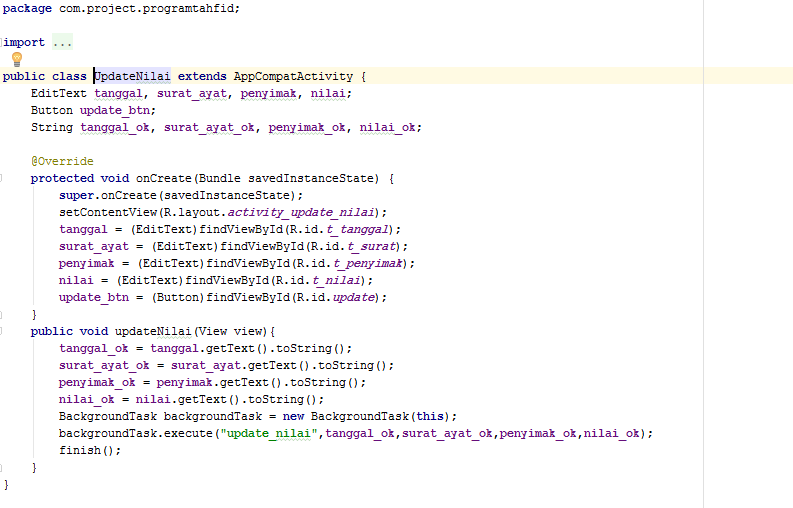 package com.project.programtahfid;
import ...
public class UpdateNilai extends AppCompatActivity {
EditText tanggal, surat_ayat, penyimak, nilai;
Button update_btn;
String tanggal_ok, surat_ayat_ok, penyimak_ok, nilai_ok;
@Override
protected void onCreate(Bundle savedInstanceState) {
super.onCreate(savedInstanceState);
setContentView(R.layout.activity_update_nilai);
tanggal = (EditText)findViewById(R.id.t_tanggal);
surat_ayat = (EditText)findViewById(R.id.t_surat);
penyimak = (EditText)findViewById(R.id.t_penyimak);
nilai = (EditText)findViewById(R.id.t_nilai);
update_btn = (Button)findViewById(R.id.update);
}
public void updateNilai(View view){
tanggal_ok = tanggal.getText().toString();
surat_ayat_ok = surat_ayat.getText().toString();
penyimak_ok = penyimak.getText().toString();
nilai_ok = nilai.getText().toString();
BackgroundTask backgroundTask = new BackgroundTask(this);
backgroundTask.execute("update_nilai",tanggal_ok,surat_ayat_ok,penyimak_ok,nilai_ok);
finish();
}
}